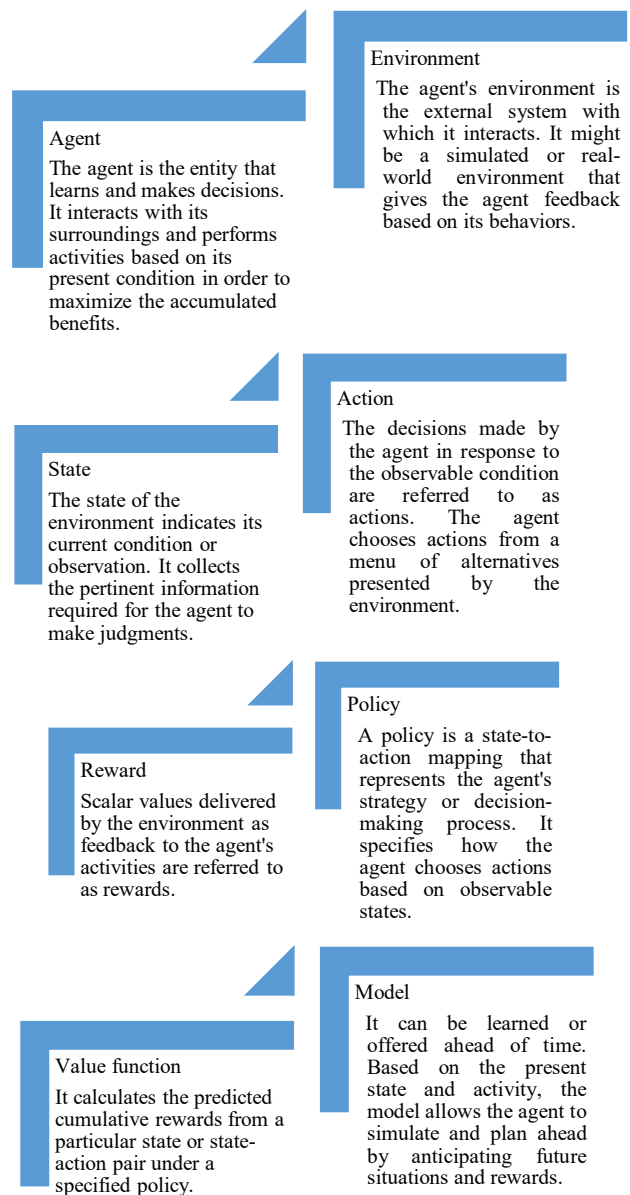 Agent
The agent is the entity that
learns and makes decisions.
It interacts with its
surroundings and performs
activities based on its
present condition in order to
maximize the accumulated
benefits.
Environment
The agent's environment is
the external system with
which it interacts. It might
be a simulated or real-
world environment that
gives the agent feedback
based on its behaviors.
State
The state of the
environment indicates its
current condition or
observation. It collects
the pertinent information
required for the agent to
make judgments.
Action
The decisions made by
the agent in response to
the observable condition
are referred to as
actions. The agent
chooses actions from a
menu of alternatives
presented by the
environment.
Reward
Scalar values delivered
by the environment as
feedback to the agent's
activities are referred to
as rewards.
Policy
A policy is a state-to-
action mapping that
represents the agent's
strategy or decision-
making process. It
specifies how the
agent chooses actions
based on observable
states.
Value function
It calculates the predicted
cumulative rewards from a
particular state or state-
action pair under a
specified policy.
Model
It can be learned or
offered ahead of time.
Based on the present
state and activity, the
model allows the agent to
simulate and plan ahead
by anticipating future
situations and rewards.